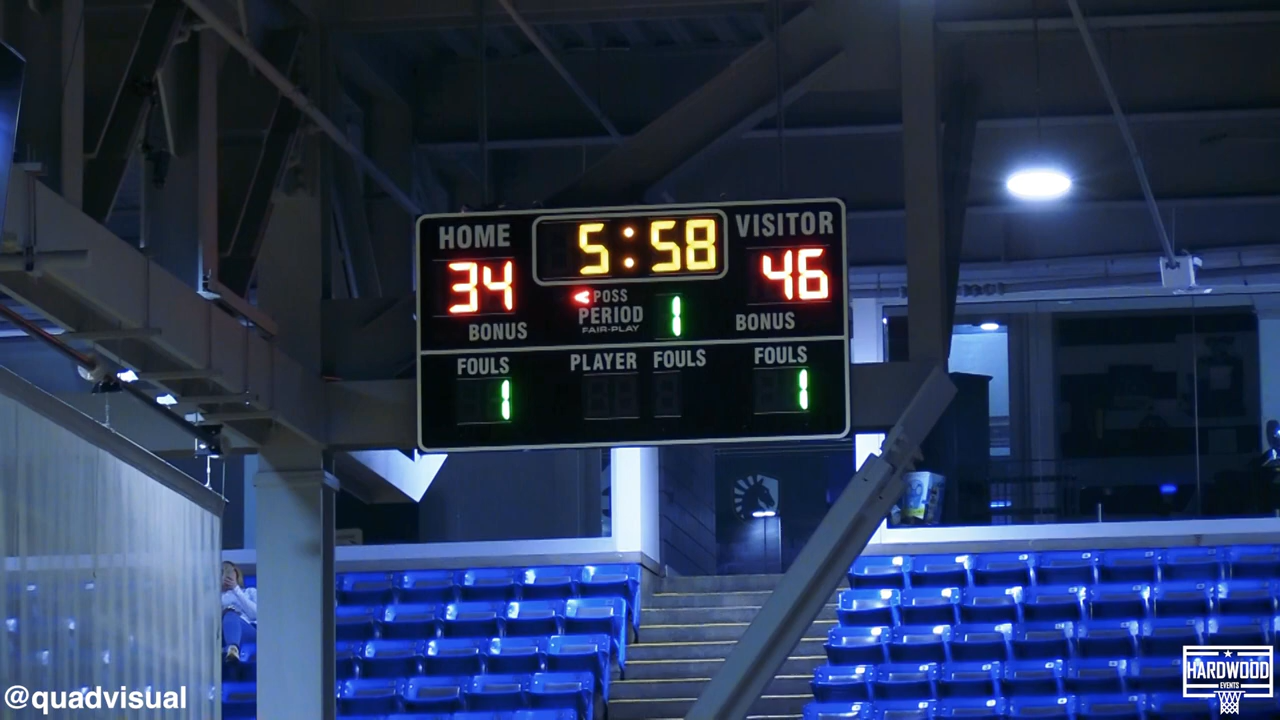 HOME 5:58 VISITOR
34 46
< POSS
PERIOD 1
FAIR-PLAY
BONUS BONUS
FOULS PLAYER FOULS FOULS
1 1
@quadvisual
HARDWOOD
EVENTS